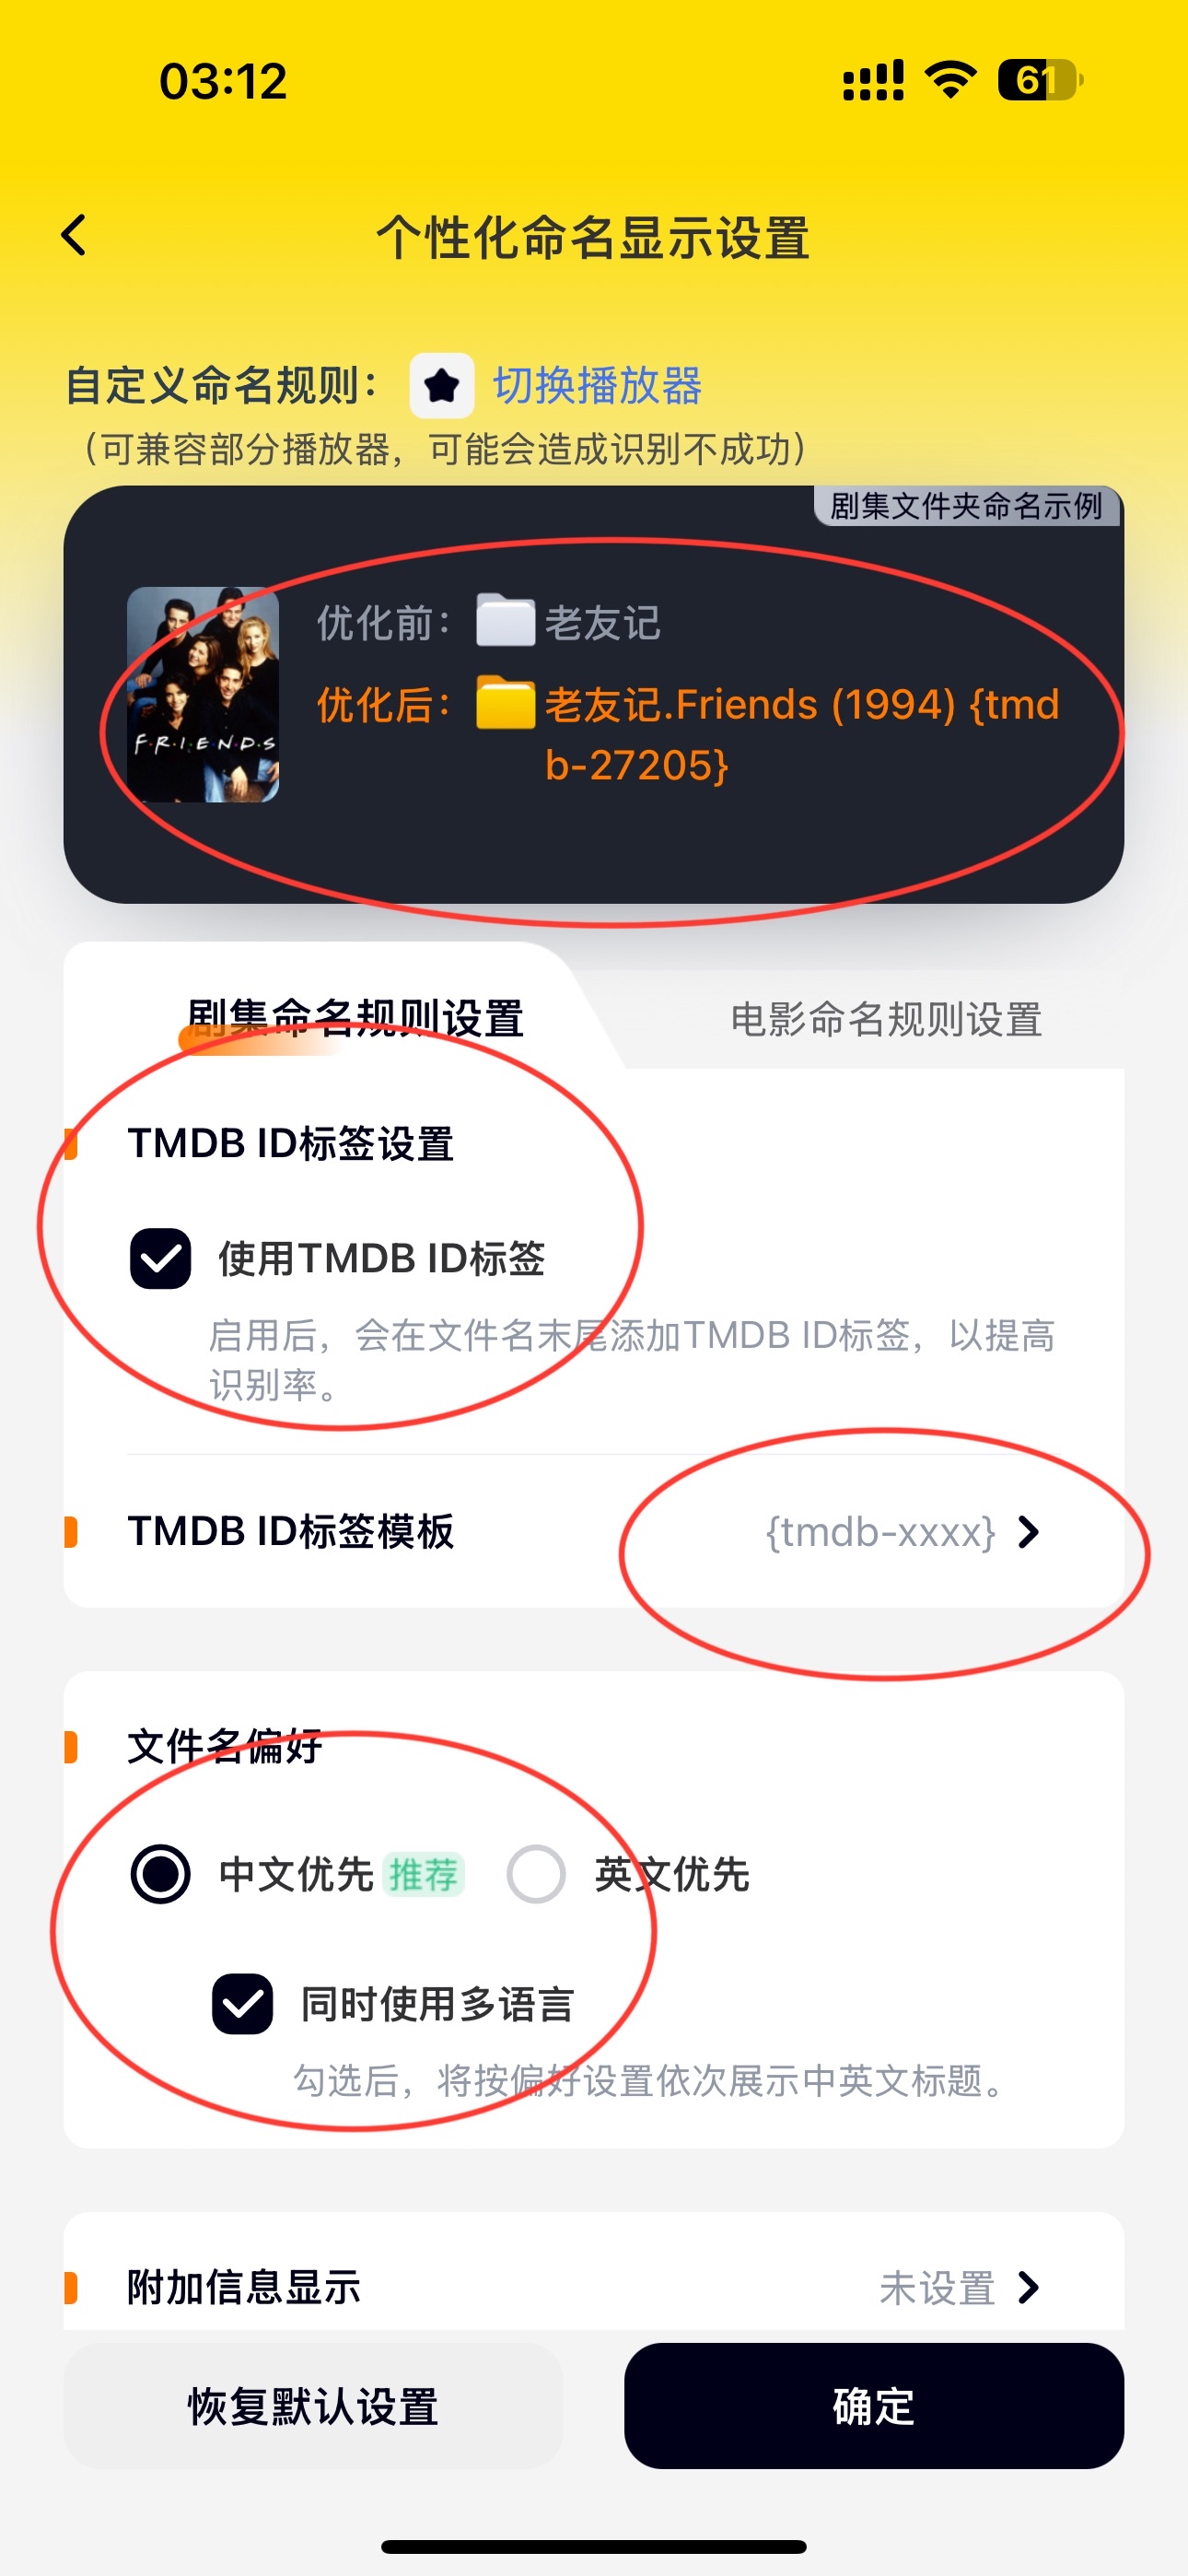 03:12
61
个性化命名显示设置
自定义命名规则： 切换播放器
（可兼容部分播放器，可能会造成识别不成功）
剧集文件夹命名示例
优化前： 老友记
优化后： 老友记.Friends (1994) {tmd
b-27205}
F·R·I·E·N·D·S
剧集命名规则设置
电影命名规则设置
TMDB ID标签设置
使用TMDB ID标签
启用后，会在文件名末尾添加TMDB ID标签，以提高
识别率。
TMDB ID标签模板 {tmdb-xxxx}
文件名偏好
中文优先 推荐 英文优先
同时使用多语言
勾选后，将按偏好设置依次展示中英文标题。
附加信息显示 未设置
恢复默认设置 确定